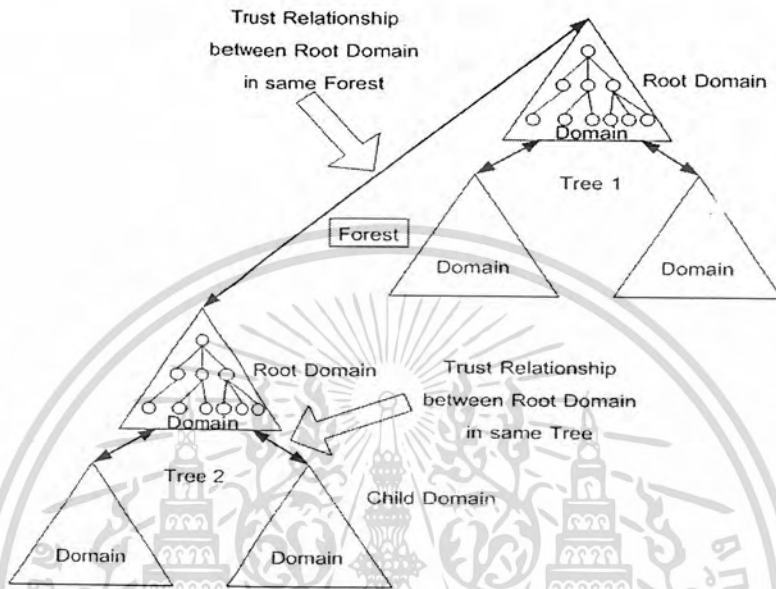 Trust Relationship
between Root Domain
in same Forest
Root Domain
Domain
Tree 1
Forest
Domain
Domain
Root Domain
Domain
Trust Relationship
between Root Domain
in same Tree
Tree 2
Child Domain
Domain
Domain